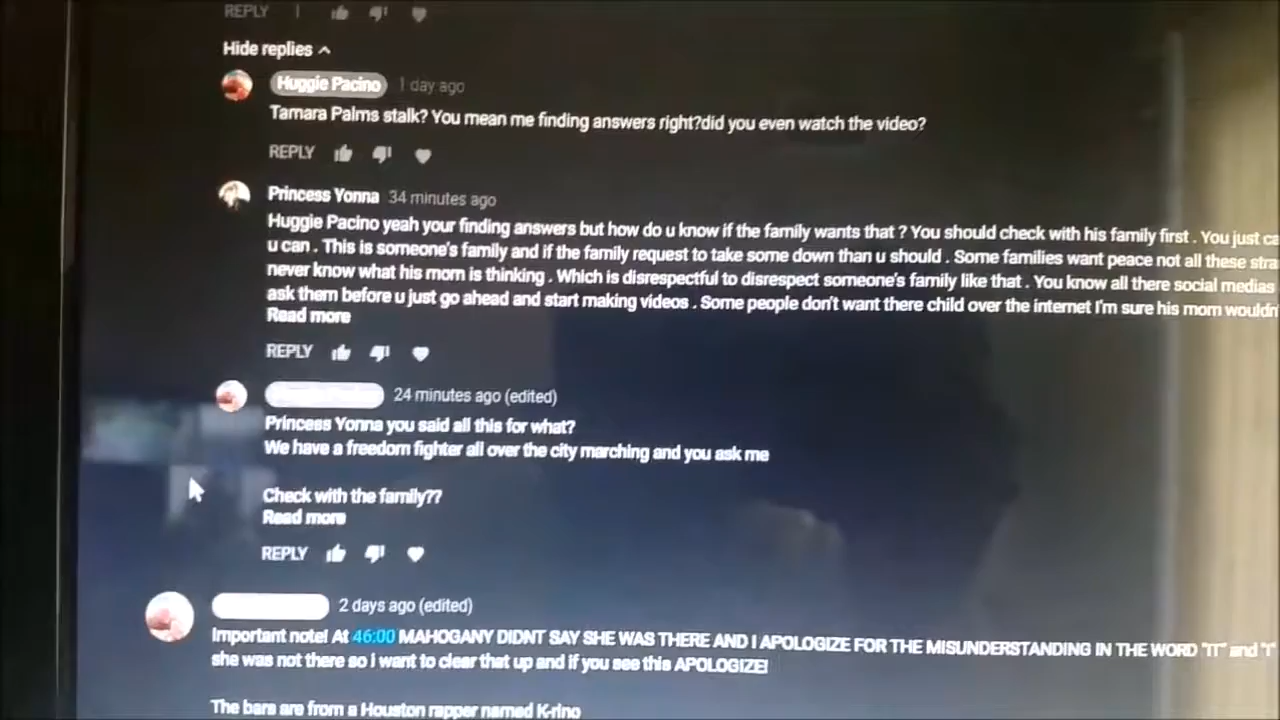 REPLY
Hide replies
Huggie Pacino 1 day ago
Tamara Palms stalk? You mean me finding answers right?did you even watch the video?
REPLY
Princess Yonna 34 minutes ago
Huggie Pacino yeah your finding answers but how do u know if the family wants that ? You should check with his family first . You just
u can . This is someone's family and if the family request to take some down than u should . Some families want peace not all these
never know what his mom is thinking . Which is disrespectful to disrespect someone's family like that . You know all there social medias
ask them before u just go ahead and start making videos . Some people don't want there child over the internet I'm sure his mom
Read more
REPLY
24 minutes ago (edited)
Princess Yonna you said all this for what?
We have a freedom fighter all over the city marching and you ask me
Check with the family??
Read more
REPLY
2 days ago (edited)
Important note! At 46:00 MAHOGANY DIDNT SAY SHE WAS THERE AND I APOLOGIZE FOR THE MISUNDERSTANDING IN THE WORD "IT" and
she was not there so I want to clear that up and if you see this APOLOGIZE!
The bars are from a Houston rapper named K-rino